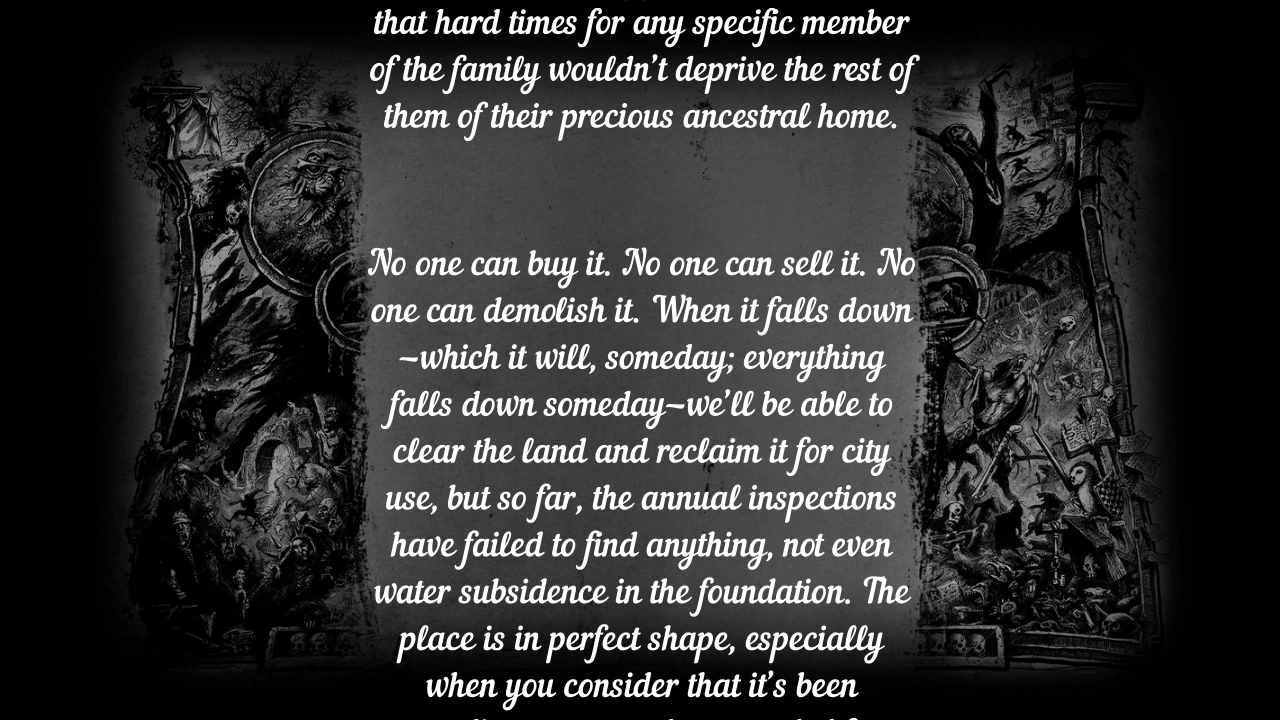 that hard times for any specific member
of the family wouldn't deprive the rest of
them of their precious ancestral home.
No one can buy it. No one can sell it. No
one can demolish it. When it falls down
—which it will, someday; everything
falls down someday—we'll be able to
clear the land and reclaim it for city
use, but so far, the annual inspections
have failed to find anything, not even
water subsidence in the foundation. The
place is in perfect shape, especially
when you consider that it's been